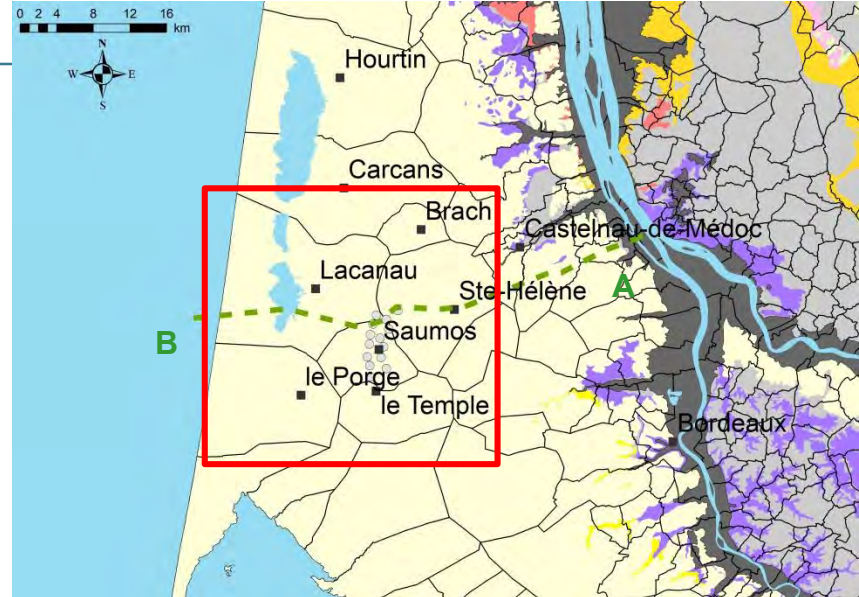 0 2 4 8 12 16
km
N
W E
S
Hourtin
Carcans
Brach
Castelnau-de-Médoc
Lacanau
Ste-Hélène
A
B
Saumos
le Porge
le Temple
Bordeaux